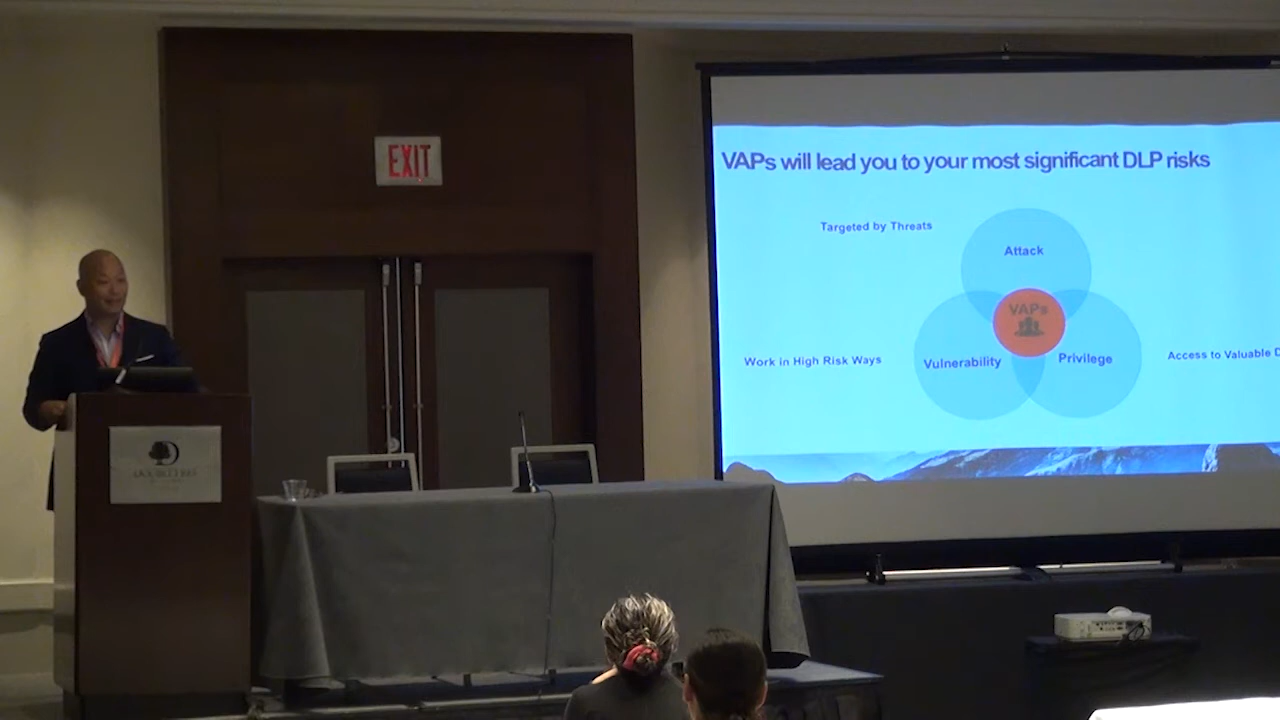 EXIT
VAPs will lead you to your most significant DLP risks
Targeted by Threats
Attack
VAPs
Work in High Risk Ways
Vulnerability
Privilege
Access to Valuable D
D